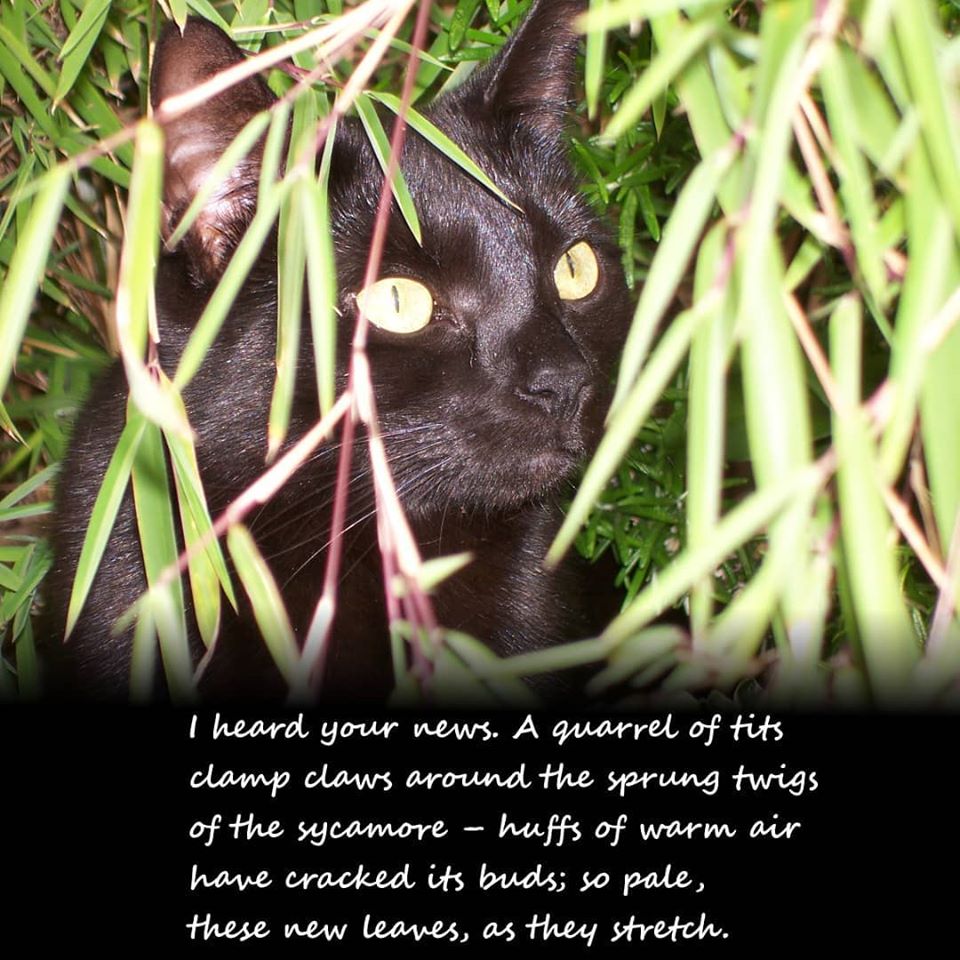 I heard your news. A quarrel of tits
clamp claws around the sprung twigs
of the sycamore – huffs of warm air
have cracked its buds; so pale,
these new leaves, as they stretch.